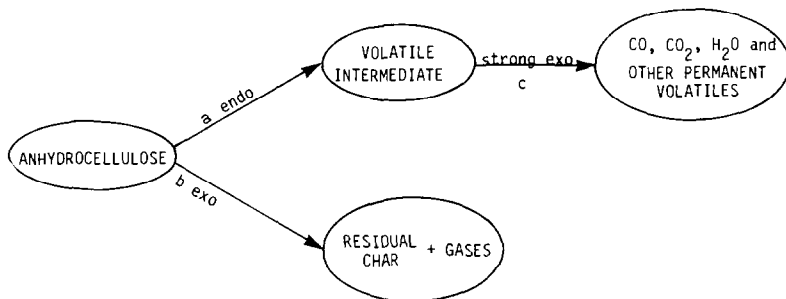 VOLATILE
INTERMEDIATE
strong exo
c
CO, CO2, H2O and
OTHER PERMANENT
VOLATILES
a endo
ANHYDROCELLULOSE
b exo
RESIDUAL
CHAR + GASES